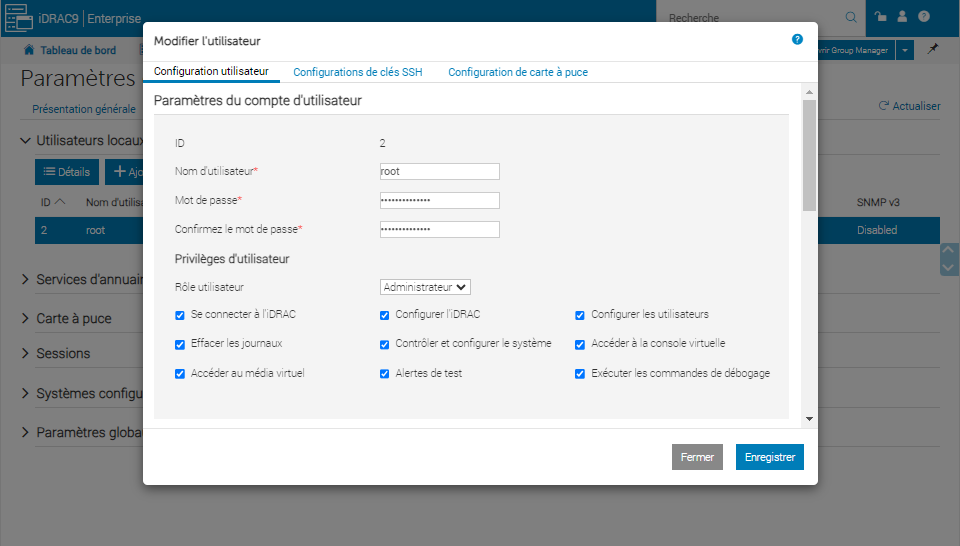 iDRAC9 | Enterprise
Recherche
Tableau de bord
vrir Group Manager
Paramètres
Présentation générale
Actualiser
Utilisateurs locaux
Détails
Ajo
ID Nom d'utilisa
SNMP v3
2 root
Disabled
Services d'annuair
Carte à puce
Sessions
Systèmes configu
Paramètres globa
Modifier l'utilisateur
Configuration utilisateur Configurations de clés SSH Configuration de carte à puce
Paramètres du compte d'utilisateur
ID 2
Nom d'utilisateur* root
Mot de passe* ••••••••••••••
Confirmez le mot de passe* ••••••••••••••
Privilèges d'utilisateur
Rôle utilisateur Administrateur
Se connecter à l'iDRAC Configurer l'iDRAC Configurer les utilisateurs
Effacer les journaux Contrôler et configurer le système Accéder à la console virtuelle
Accéder au média virtuel Alertes de test Exécuter les commandes de débogage
Fermer Enregistrer